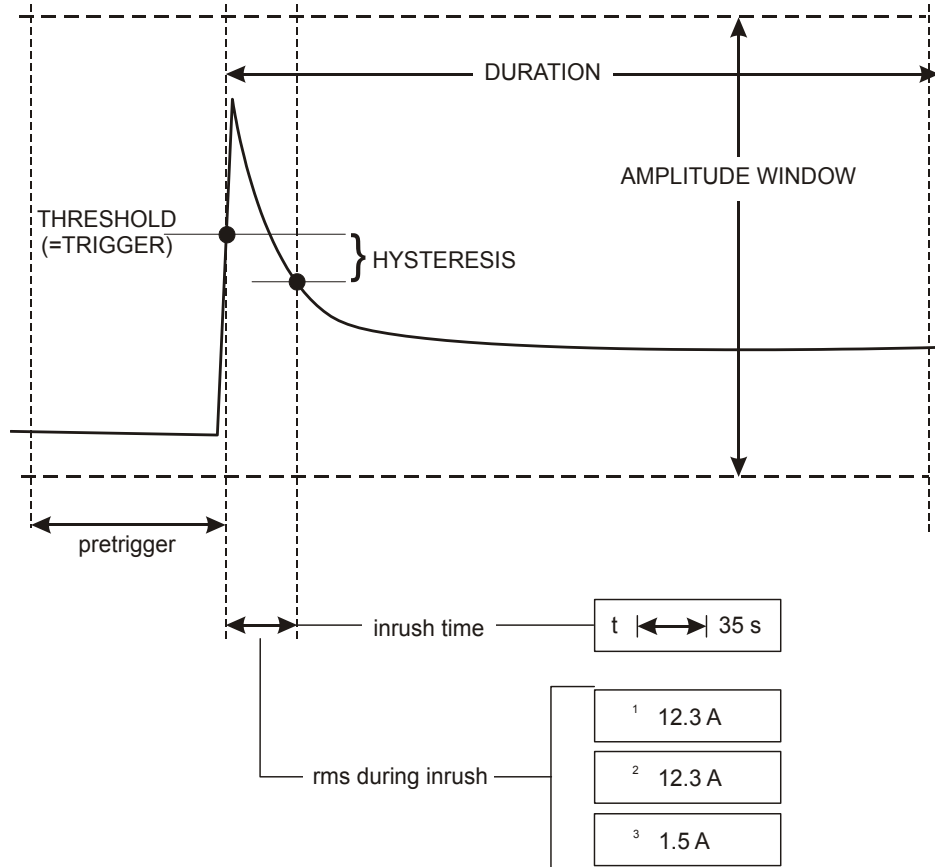 DURATION
AMPLITUDE WINDOW
THRESHOLD
(=TRIGGER)
HYSTERESIS
pretrigger
inrush time
t 35 s
1 12.3 A
rms during inrush
2 12.3 A
3 1.5 A